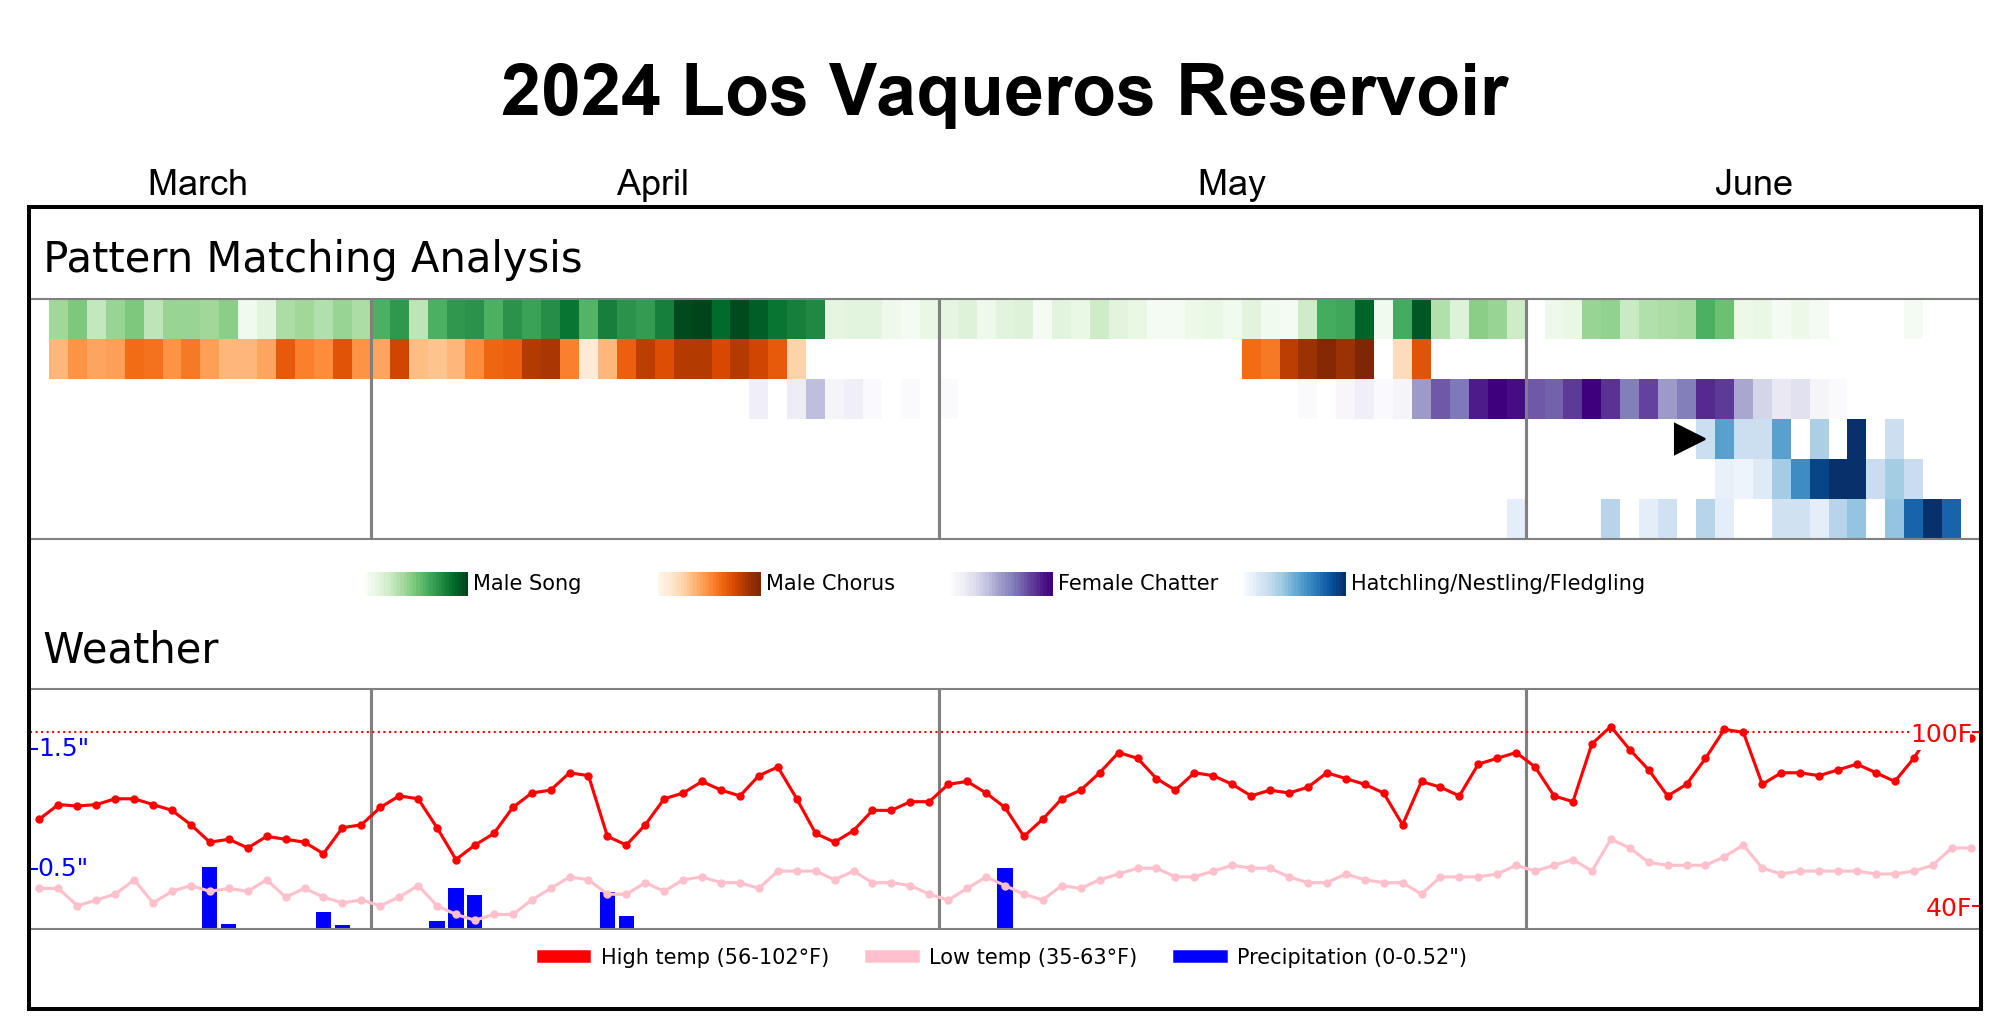 2024 Los Vaqueros Reservoir
March April May June
Pattern Matching Analysis
Male Song Male Chorus Female Chatter Hatchling/Nestling/Fledgling
Weather
1.5" 100F
0.5"
40F
High temp (56-102°F) Low temp (35-63°F) Precipitation (0-0.52")